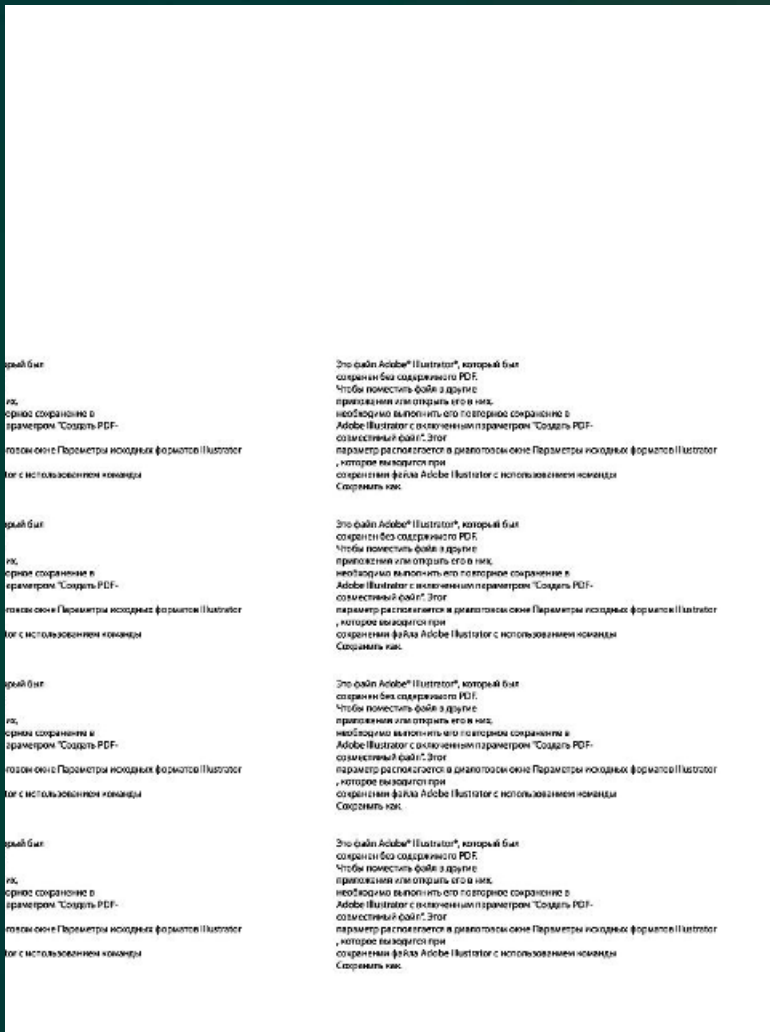 орый был
их,
орное сохранение в
араметром "Создать PDF-
говом окне Параметры исходных форматов Illustrator
tor с использованием команды
Это файл Adobe® Illustrator®, который был
сохранен без содержимого PDF.
Чтобы поместить файл в другие
приложения или открыть его в них,
необходимо выполнить его повторное сохранение в
Adobe Illustrator с включенным параметром "Создать PDF-
совместимый файл". Этот
параметр располагается в диалоговом окне Параметры исходных форматов Illustrator
, которое выводится при
сохранении файла Adobe Illustrator с использованием команды
Сохранить как.
орый был
их,
орное сохранение в
араметром "Создать PDF-
говом окне Параметры исходных форматов Illustrator
tor с использованием команды
Это файл Adobe® Illustrator®, который был
сохранен без содержимого PDF.
Чтобы поместить файл в другие
приложения или открыть его в них,
необходимо выполнить его повторное сохранение в
Adobe Illustrator с включенным параметром "Создать PDF-
совместимый файл". Этот
параметр располагается в диалоговом окне Параметры исходных форматов Illustrator
, которое выводится при
сохранении файла Adobe Illustrator с использованием команды
Сохранить как.
орый был
их,
орное сохранение в
араметром "Создать PDF-
говом окне Параметры исходных форматов Illustrator
tor с использованием команды
Это файл Adobe® Illustrator®, который был
сохранен без содержимого PDF.
Чтобы поместить файл в другие
приложения или открыть его в них,
необходимо выполнить его повторное сохранение в
Adobe Illustrator с включенным параметром "Создать PDF-
совместимый файл". Этот
параметр располагается в диалоговом окне Параметры исходных форматов Illustrator
, которое выводится при
сохранении файла Adobe Illustrator с использованием команды
Сохранить как.
орый был
их,
орное сохранение в
араметром "Создать PDF-
говом окне Параметры исходных форматов Illustrator
tor с использованием команды
Это файл Adobe® Illustrator®, который был
сохранен без содержимого PDF.
Чтобы поместить файл в другие
приложения или открыть его в них,
необходимо выполнить его повторное сохранение в
Adobe Illustrator с включенным параметром "Создать PDF-
совместимый файл". Этот
параметр располагается в диалоговом окне Параметры исходных форматов Illustrator
, которое выводится при
сохранении файла Adobe Illustrator с использованием команды
Сохранить как.